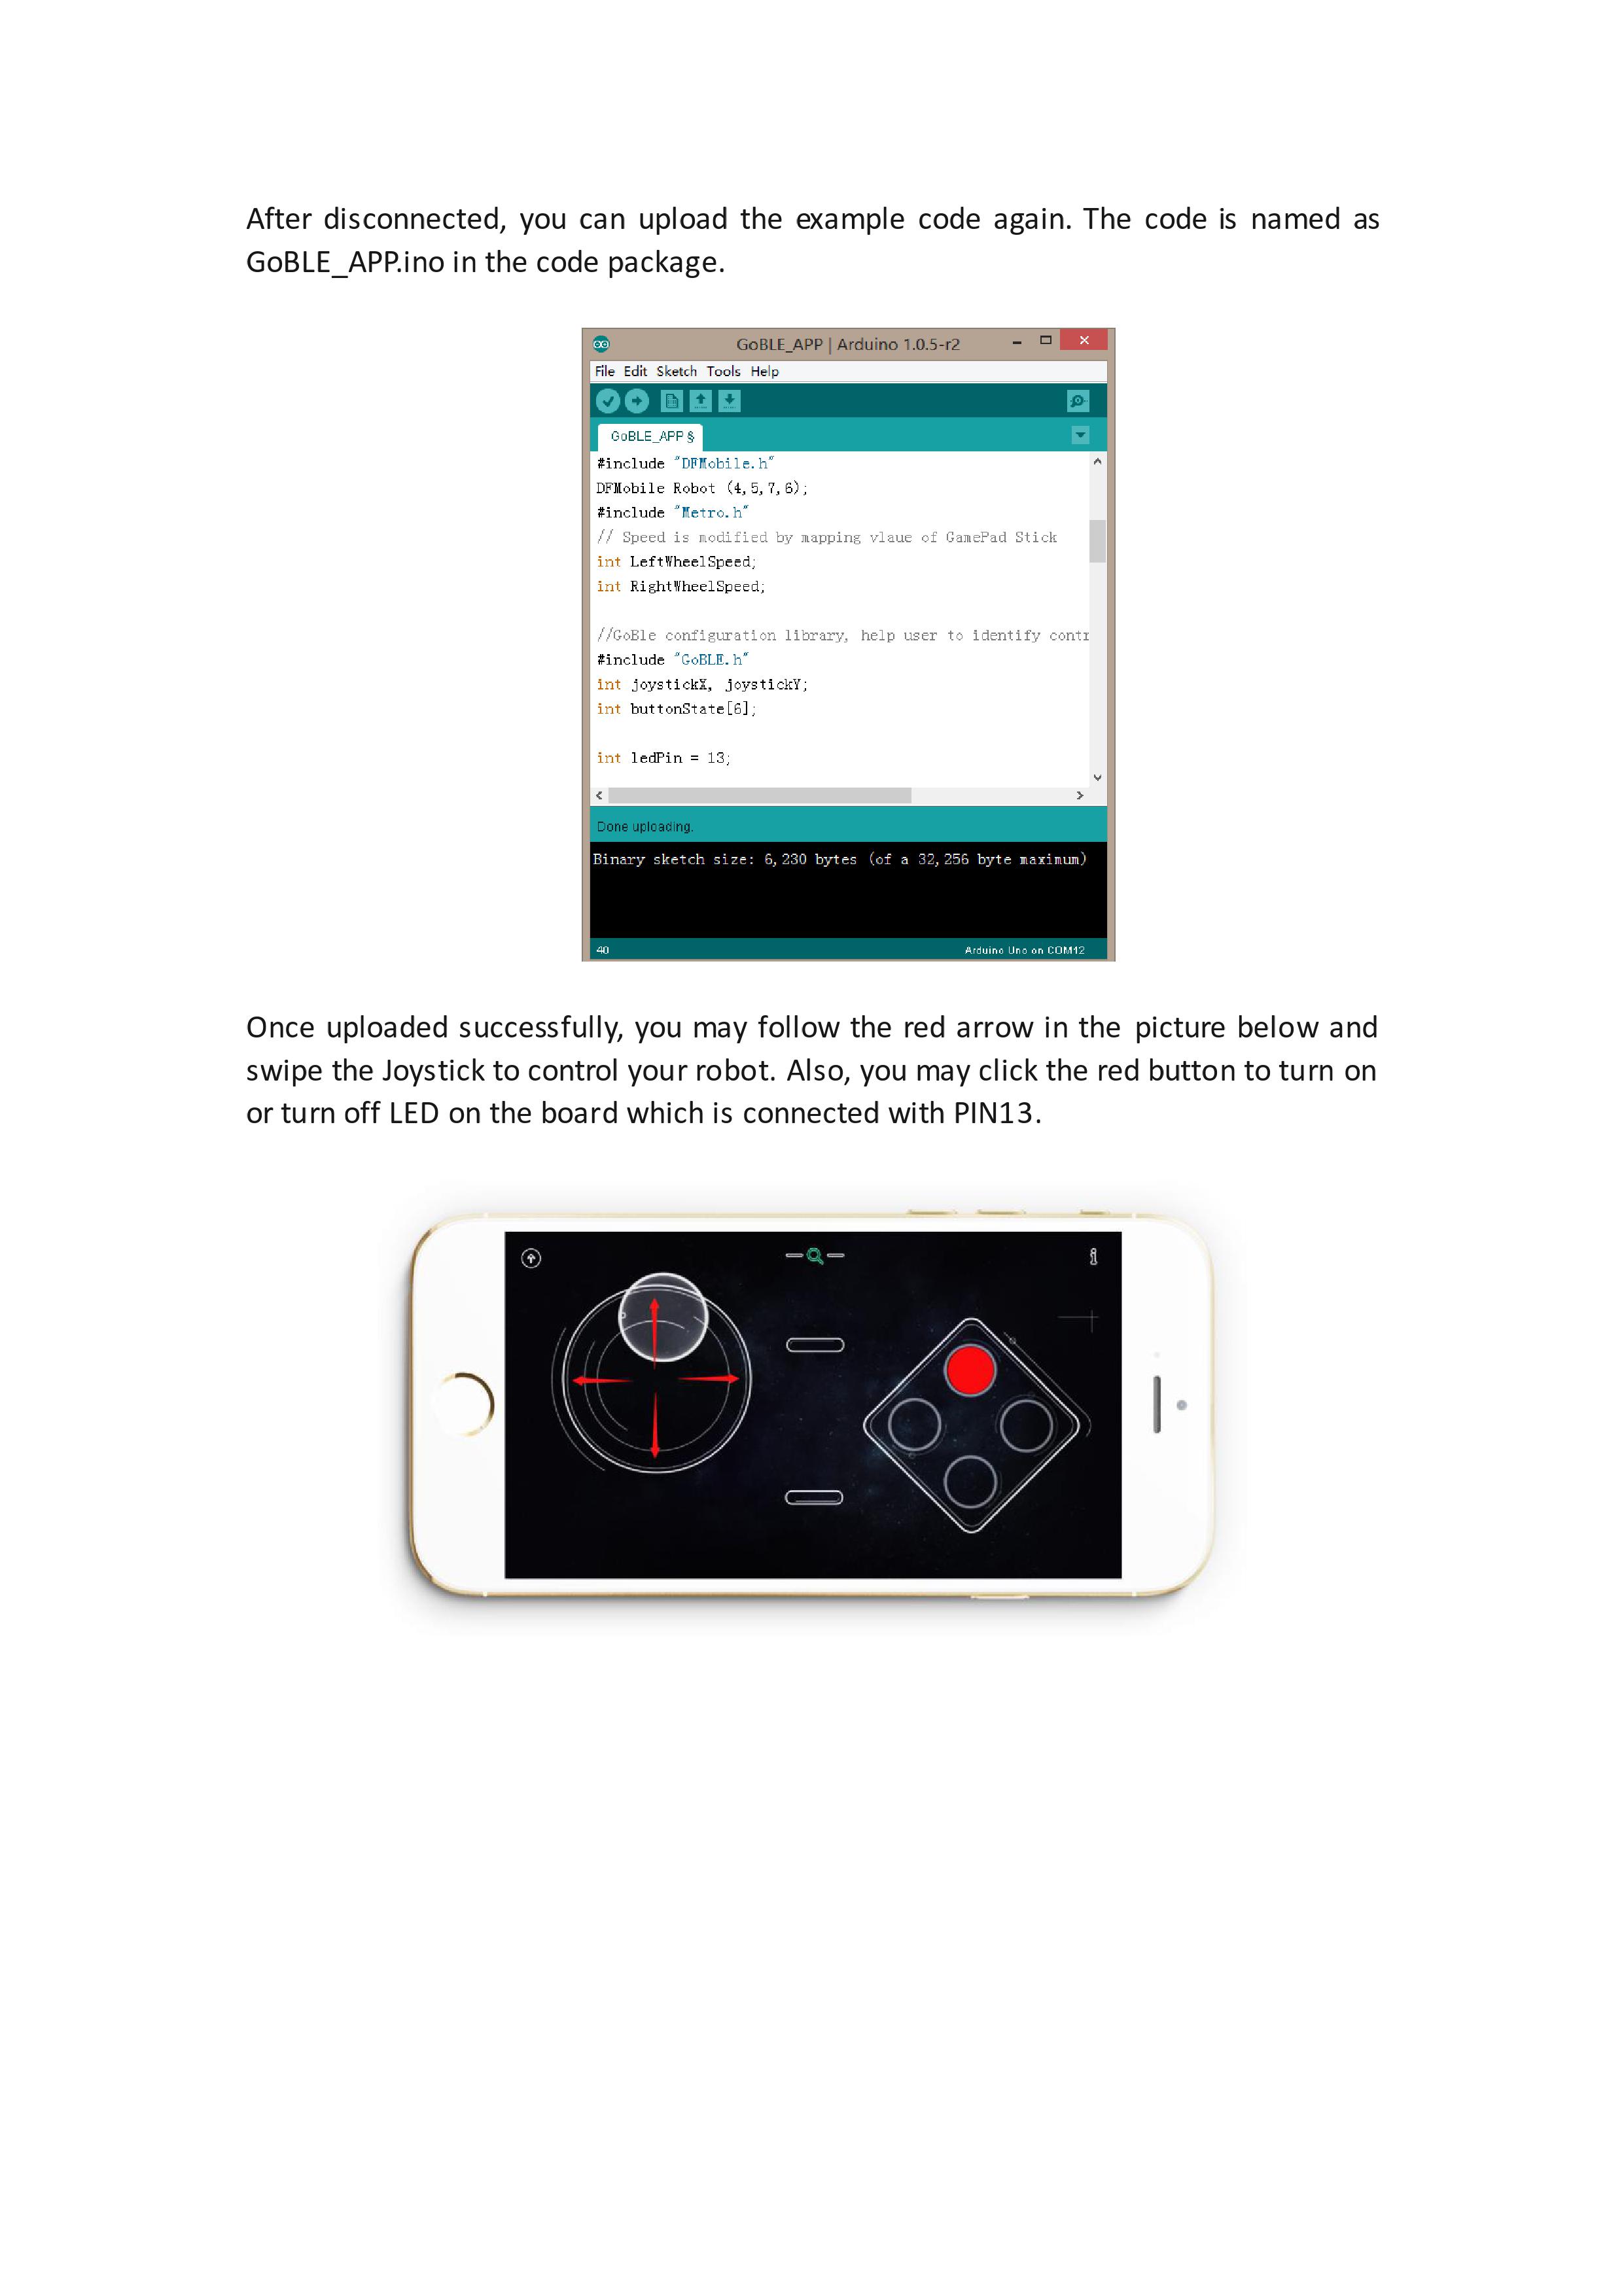 After disconnected, you can upload the example code again. The code is named as
GoBLE_APP.ino in the code package.
GoBLE_APP | Arduino 1.0.5-r2
File Edit Sketch Tools Help
GoBLE_APP §
#include "DFMobile.h"
DFMobile Robot (4,5,7,6);
#include "Metro.h"
// Speed is modified by mapping vlaue of GamePad Stick
int LeftWheelSpeed;
int RightWheelSpeed;
//GoBle configuration library, help user to identify contr
#include "GoBLE.h"
int joystickX, joystickY;
int buttonState[6];
int ledPin = 13;
Done uploading.
Binary sketch size: 6,230 bytes (of a 32,256 byte maximum)
40 Arduino Uno on COM12
Once uploaded successfully, you may follow the red arrow in the picture below and
swipe the Joystick to control your robot. Also, you may click the red button to turn on
or turn off LED on the board which is connected with PIN13.